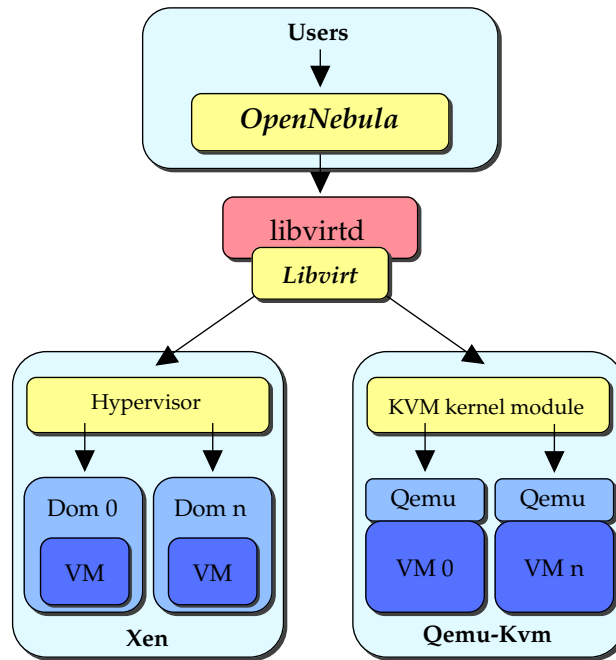 Users
OpenNebula
libvirtd
Libvirt
Hypervisor
Dom 0
Dom n
VM
VM
Xen
KVM kernel module
Qemu
Qemu
VM 0
VM n
Qemu-Kvm